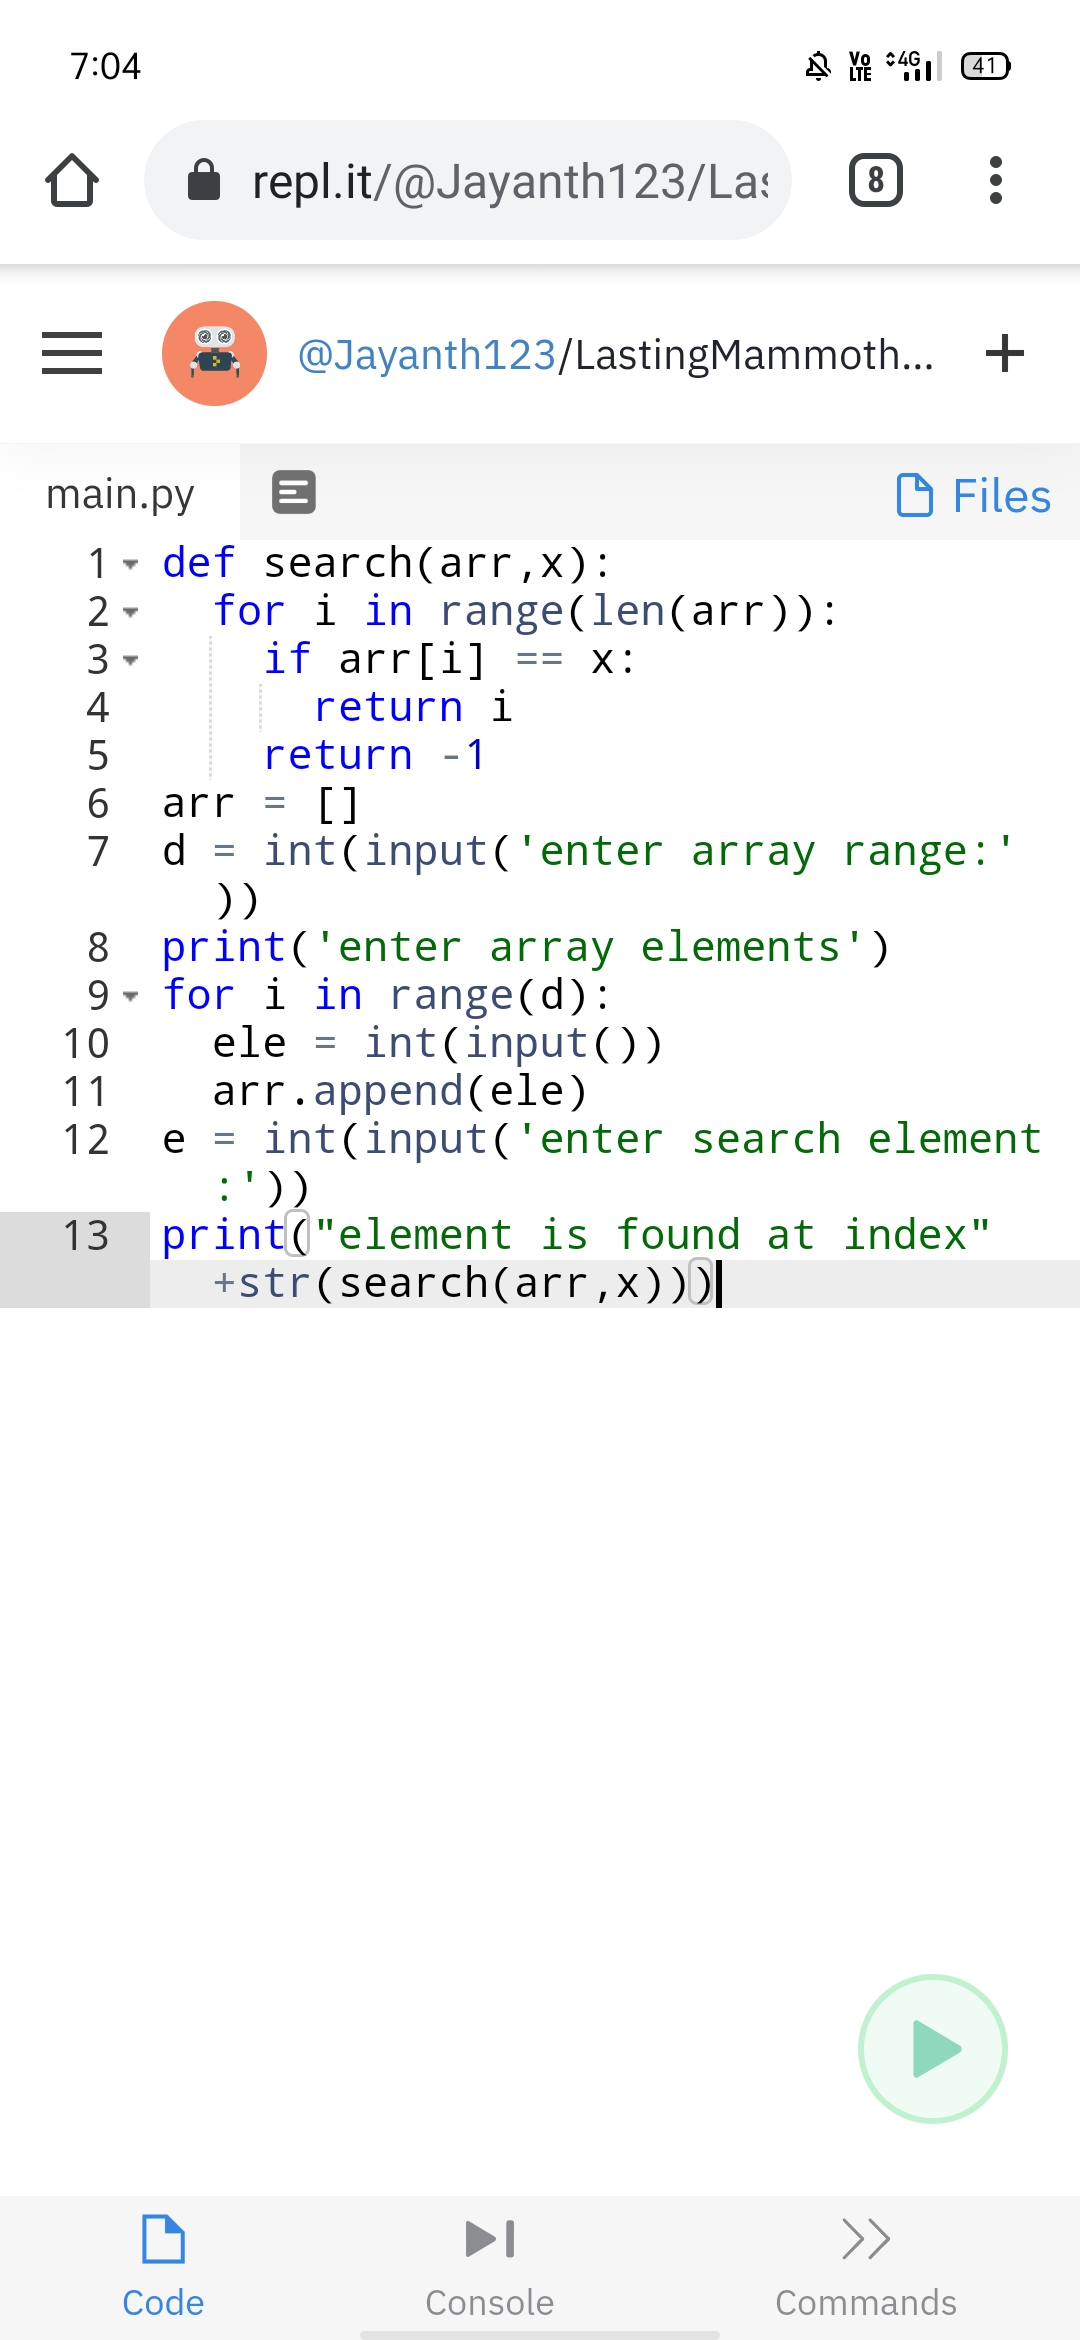 7:04 Vo LTE 4G 41
repl.it/@Jayanth123/Las 8
@Jayanth123/LastingMammoth... +
main.py Files
1 def search(arr,x):
2 for i in range(len(arr)):
3 if arr[i] == x:
4 return i
5 return -1
6 arr = []
7 d = int(input('enter array range:'
))
8 print('enter array elements')
9 for i in range(d):
10 ele = int(input())
11 arr.append(ele)
12 e = int(input('enter search element
:'))
13 print("element is found at index"
+str(search(arr,x)))
Code Console Commands